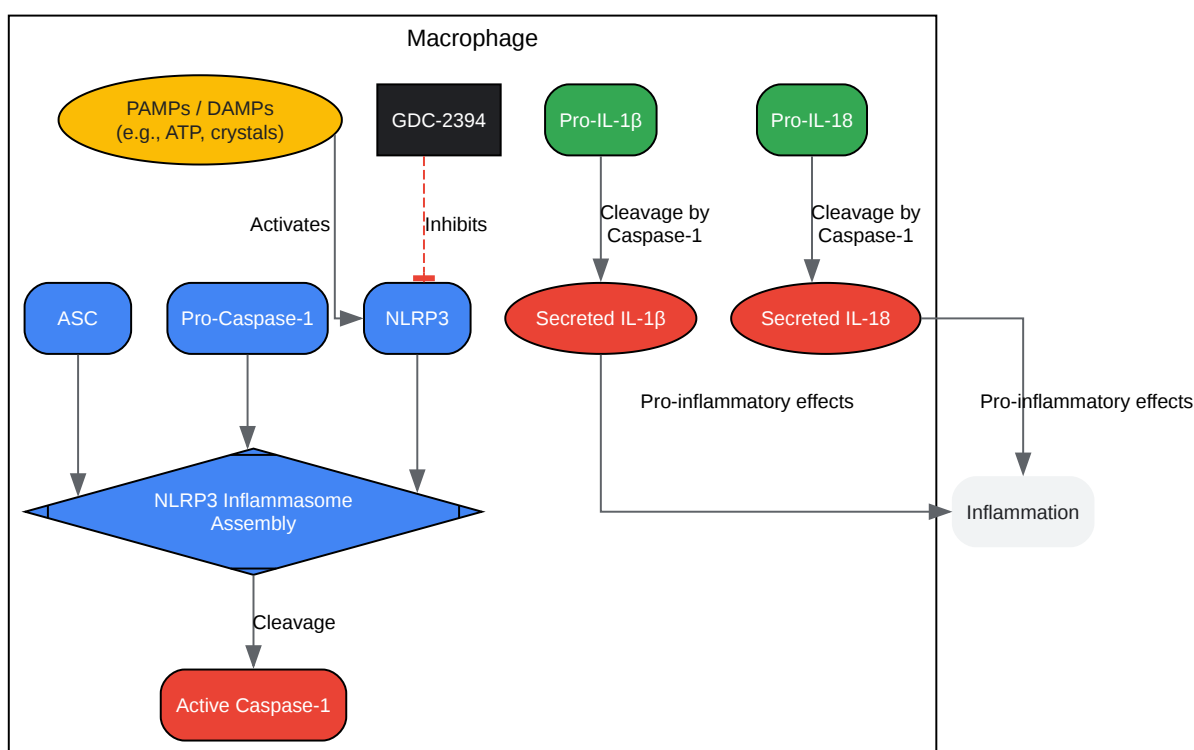 Macrophage
PAMPs / DAMPs
(e.g., ATP, crystals)
GDC-2394
Pro-IL-1β
Pro-IL-18
Activates
Inhibits
Cleavage by
Caspase-1
Cleavage by
Caspase-1
ASC
Pro-Caspase-1
NLRP3
Secreted IL-1β
Secreted IL-18
Pro-inflammatory effects
Pro-inflammatory effects
NLRP3 Inflammasome
Assembly
Inflammation
Cleavage
Active Caspase-1